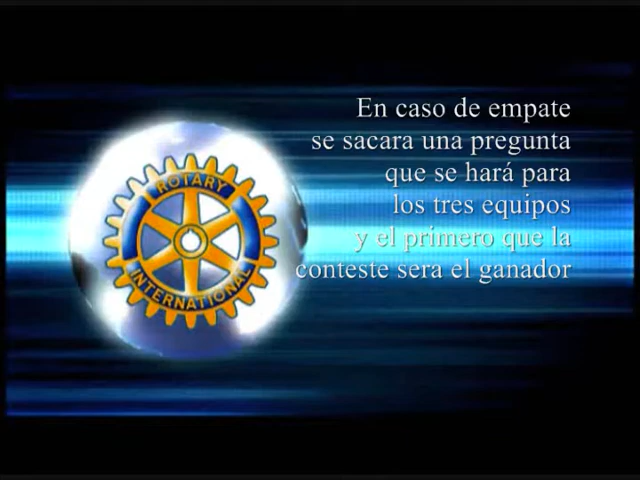 En caso de empate
se sacara una pregunta
que se hará para
los tres equipos
y el primero que la
conteste sera el ganador
ROTARY
INTERNATIONAL